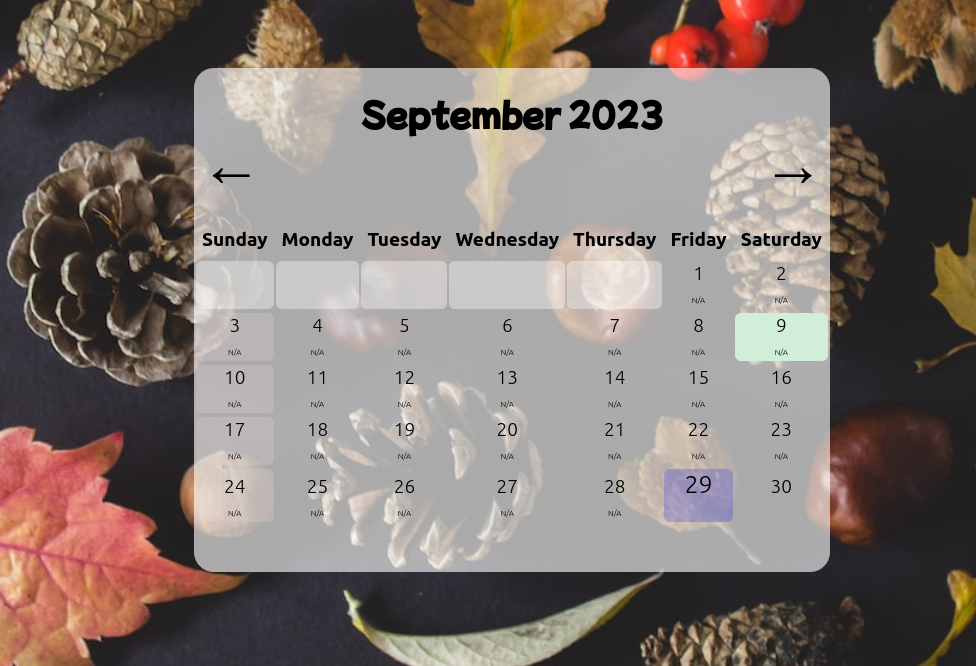 September 2023
← →
Sunday Monday Tuesday Wednesday Thursday Friday Saturday
1 2
N/A N/A
3 4 5 6 7 8 9
N/A N/A N/A N/A N/A N/A N/A
10 11 12 13 14 15 16
N/A N/A N/A N/A N/A N/A N/A
17 18 19 20 21 22 23
N/A N/A N/A N/A N/A N/A N/A
24 25 26 27 28 29 30
N/A N/A N/A N/A N/A